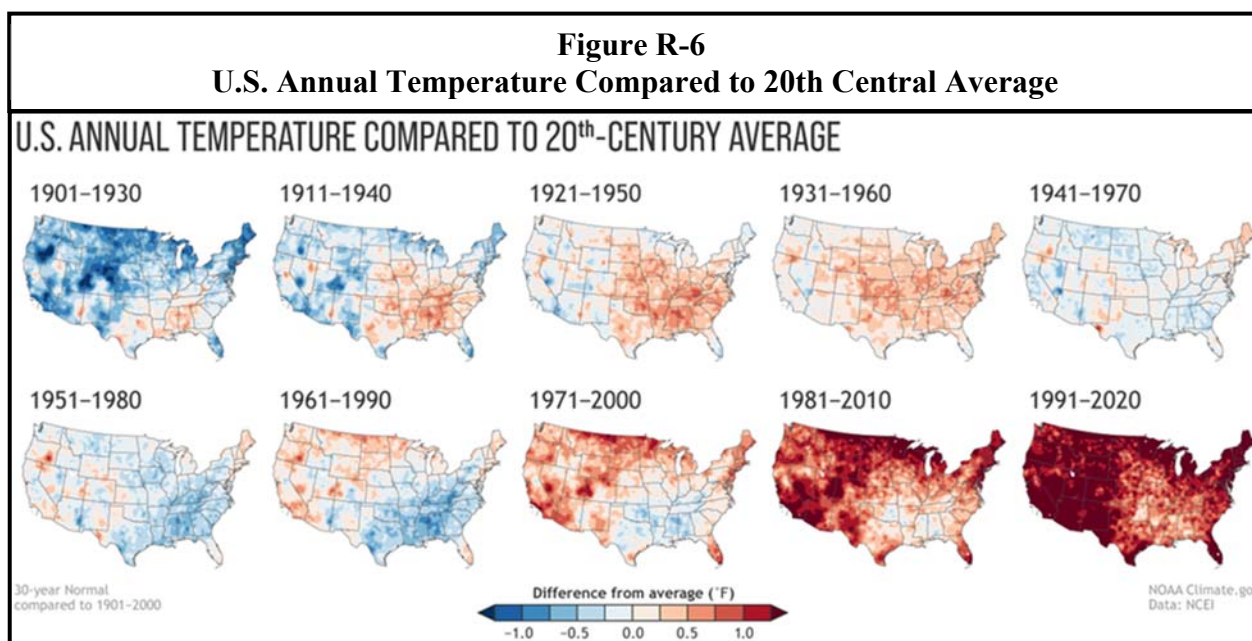 Figure R-6
U.S. Annual Temperature Compared to 20th Central Average
U.S. ANNUAL TEMPERATURE COMPARED TO 20th-CENTURY AVERAGE
1901–1930
1911–1940
1921–1950
1931–1960
1941–1970
1951–1980
1961–1990
1971–2000
1981–2010
1991–2020
30-year Normal
compared to 1901–2000
Difference from average (°F)
-1.0 -0.5 0.0 0.5 1.0
NOAA Climate.go
Data: NCEI